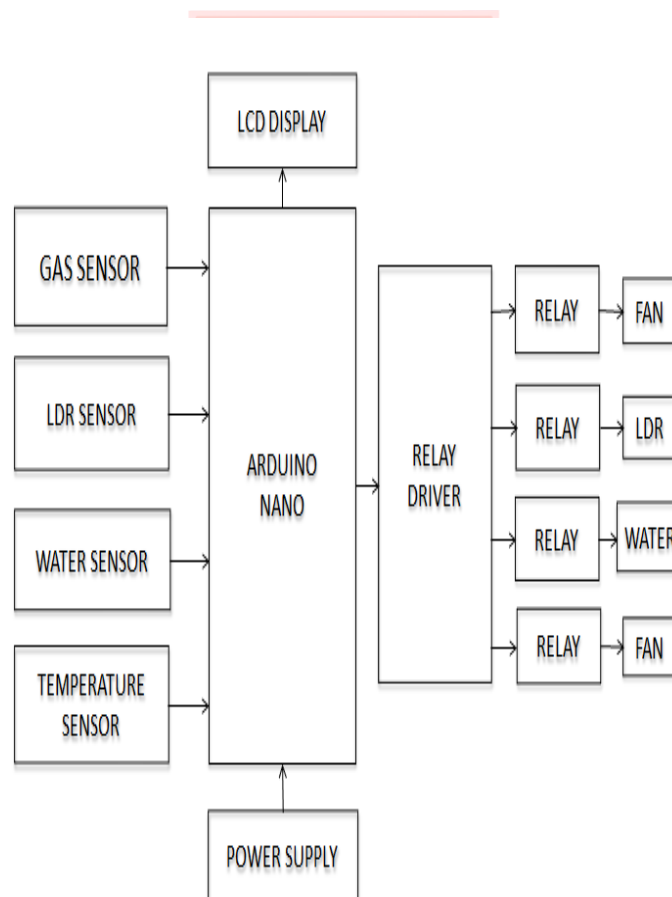 LCD DISPLAY
GAS SENSOR
LDR SENSOR
WATER SENSOR
TEMPERATURE
SENSOR
ARDUINO
NANO
POWER SUPPLY
RELAY
DRIVER
RELAY
FAN
RELAY
LDR
RELAY
WATER
RELAY
FAN